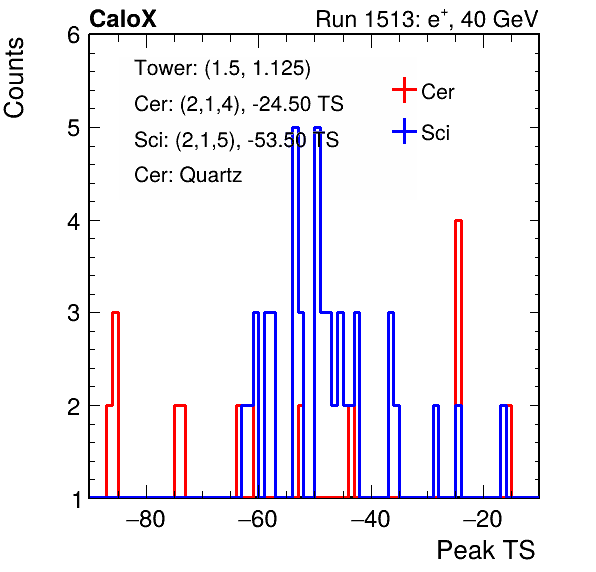 CaloX Run 1513: e+, 40 GeV
Counts
6
Tower: (1.5, 1.125)
Cer: (2,1,4), -24.50 TS
Sci: (2,1,5), -53.50 TS
Cer: Quartz
Cer
Sci
5
4
3
2
1
−80 −60 −40 −20
Peak TS